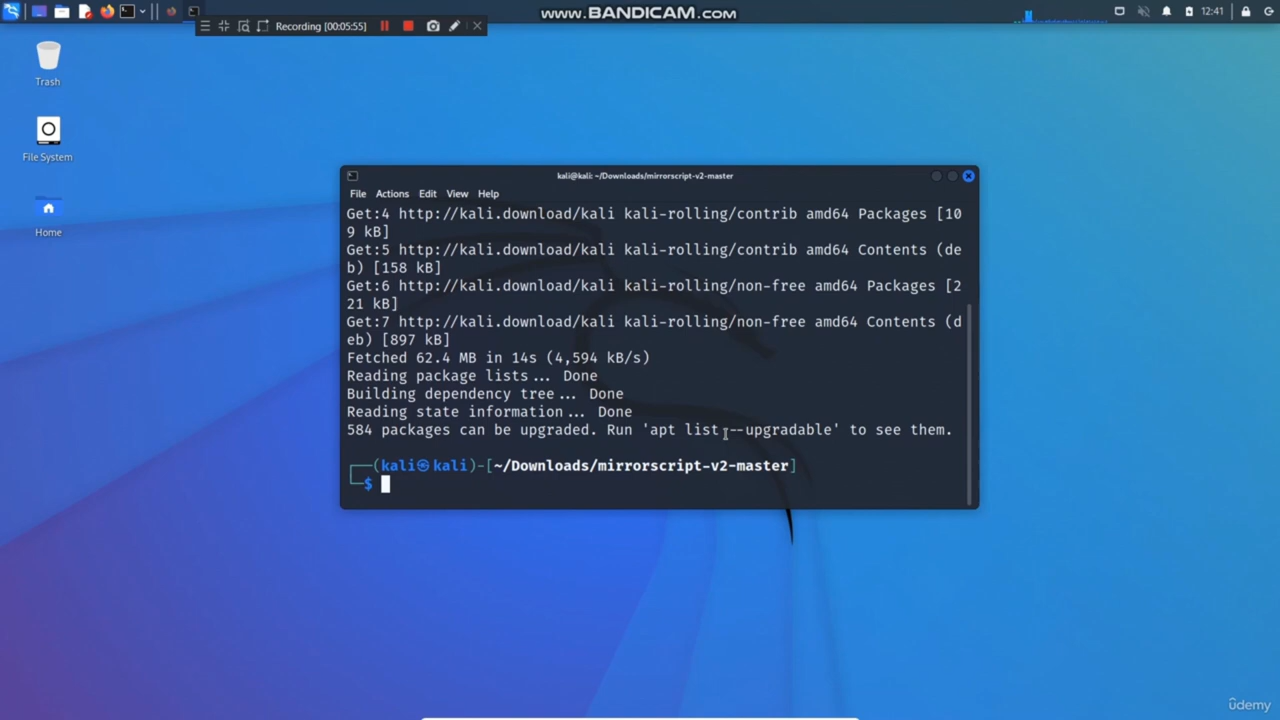 Recording [00:05:55]
www.BANDICAM.com
12:41
Trash
File System
Home
kali@kali: ~/Downloads/mirrorscript-v2-master
File Actions Edit View Help
Get:4 http://kali.download/kali kali-rolling/contrib amd64 Packages [10
9 kB]
Get:5 http://kali.download/kali kali-rolling/contrib amd64 Contents (de
b) [158 kB]
Get:6 http://kali.download/kali kali-rolling/non-free amd64 Packages [2
21 kB]
Get:7 http://kali.download/kali kali-rolling/non-free amd64 Contents (d
eb) [897 kB]
Fetched 62.4 MB in 14s (4,594 kB/s)
Reading package lists... Done
Building dependency tree... Done
Reading state information... Done
584 packages can be upgraded. Run 'apt list --upgradable' to see them.
┌──(kali㉿kali)-[~/Downloads/mirrorscript-v2-master]
└─$
ûdemy